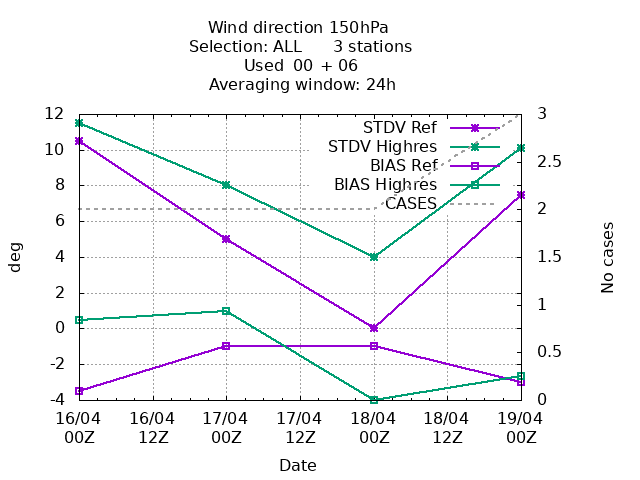 Wind direction 150hPa
Selection: ALL 3 stations
Used 00 + 06
Averaging window: 24h
12
10
8
6
4
2
0
-2
-4
deg
STDV Ref
STDV Highres
BIAS Ref
BIAS Highres
CASES
3
2.5
2
1.5
1
0.5
0
No cases
16/04 16/04 17/04 17/04 18/04 18/04 19/04
00Z 12Z 00Z 12Z 00Z 12Z 00Z
Date